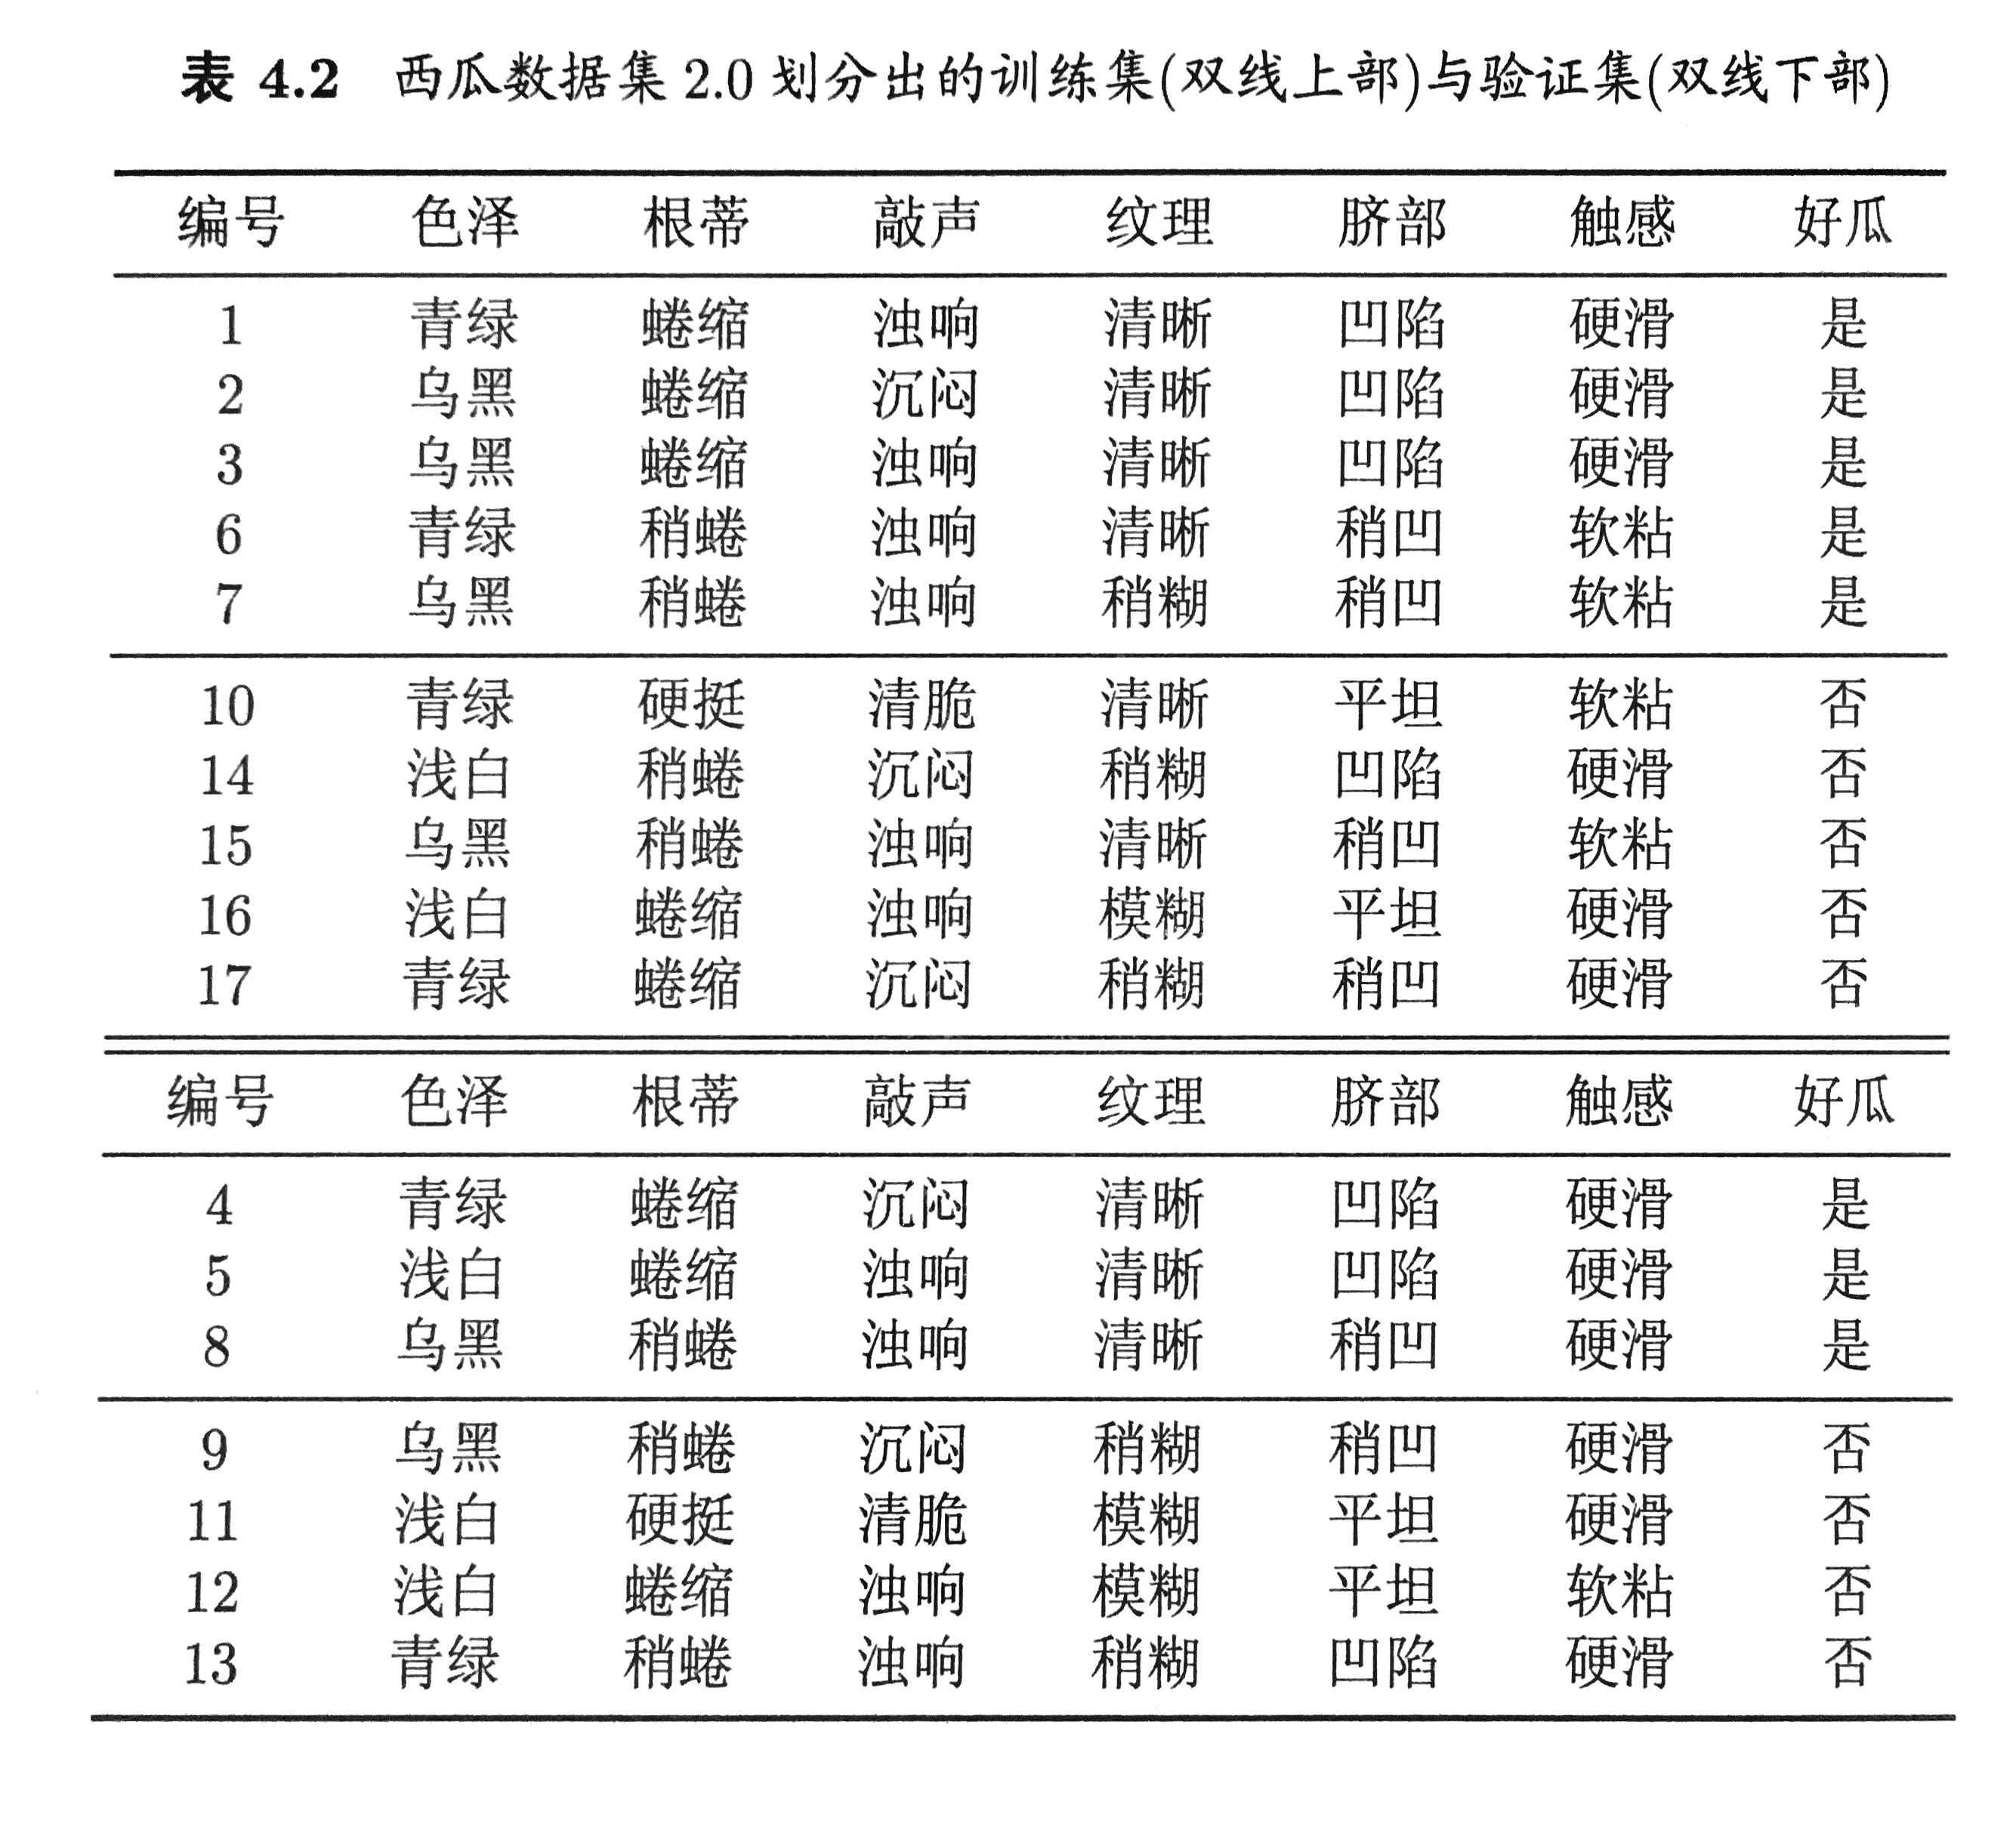 表 4.2 西瓜数据集 2.0 划分出的训练集(双线上部)与验证集(双线下部)
编号 色泽 根蒂 敲声 纹理 脐部 触感 好瓜
1 青绿 蜷缩 浊响 清晰 凹陷 硬滑 是
2 乌黑 蜷缩 沉闷 清晰 凹陷 硬滑 是
3 乌黑 蜷缩 浊响 清晰 凹陷 硬滑 是
6 青绿 稍蜷 浊响 清晰 稍凹 软粘 是
7 乌黑 稍蜷 浊响 稍糊 稍凹 软粘 是
10 青绿 硬挺 清脆 清晰 平坦 软粘 否
14 浅白 稍蜷 沉闷 稍糊 凹陷 硬滑 否
15 乌黑 稍蜷 浊响 清晰 稍凹 软粘 否
16 浅白 蜷缩 浊响 模糊 平坦 硬滑 否
17 青绿 蜷缩 沉闷 稍糊 稍凹 硬滑 否
编号 色泽 根蒂 敲声 纹理 脐部 触感 好瓜
4 青绿 蜷缩 沉闷 清晰 凹陷 硬滑 是
5 浅白 蜷缩 浊响 清晰 凹陷 硬滑 是
8 乌黑 稍蜷 浊响 清晰 稍凹 硬滑 是
9 乌黑 稍蜷 沉闷 稍糊 稍凹 硬滑 否
11 浅白 硬挺 清脆 模糊 平坦 硬滑 否
12 浅白 蜷缩 浊响 模糊 平坦 软粘 否
13 青绿 稍蜷 浊响 稍糊 凹陷 硬滑 否